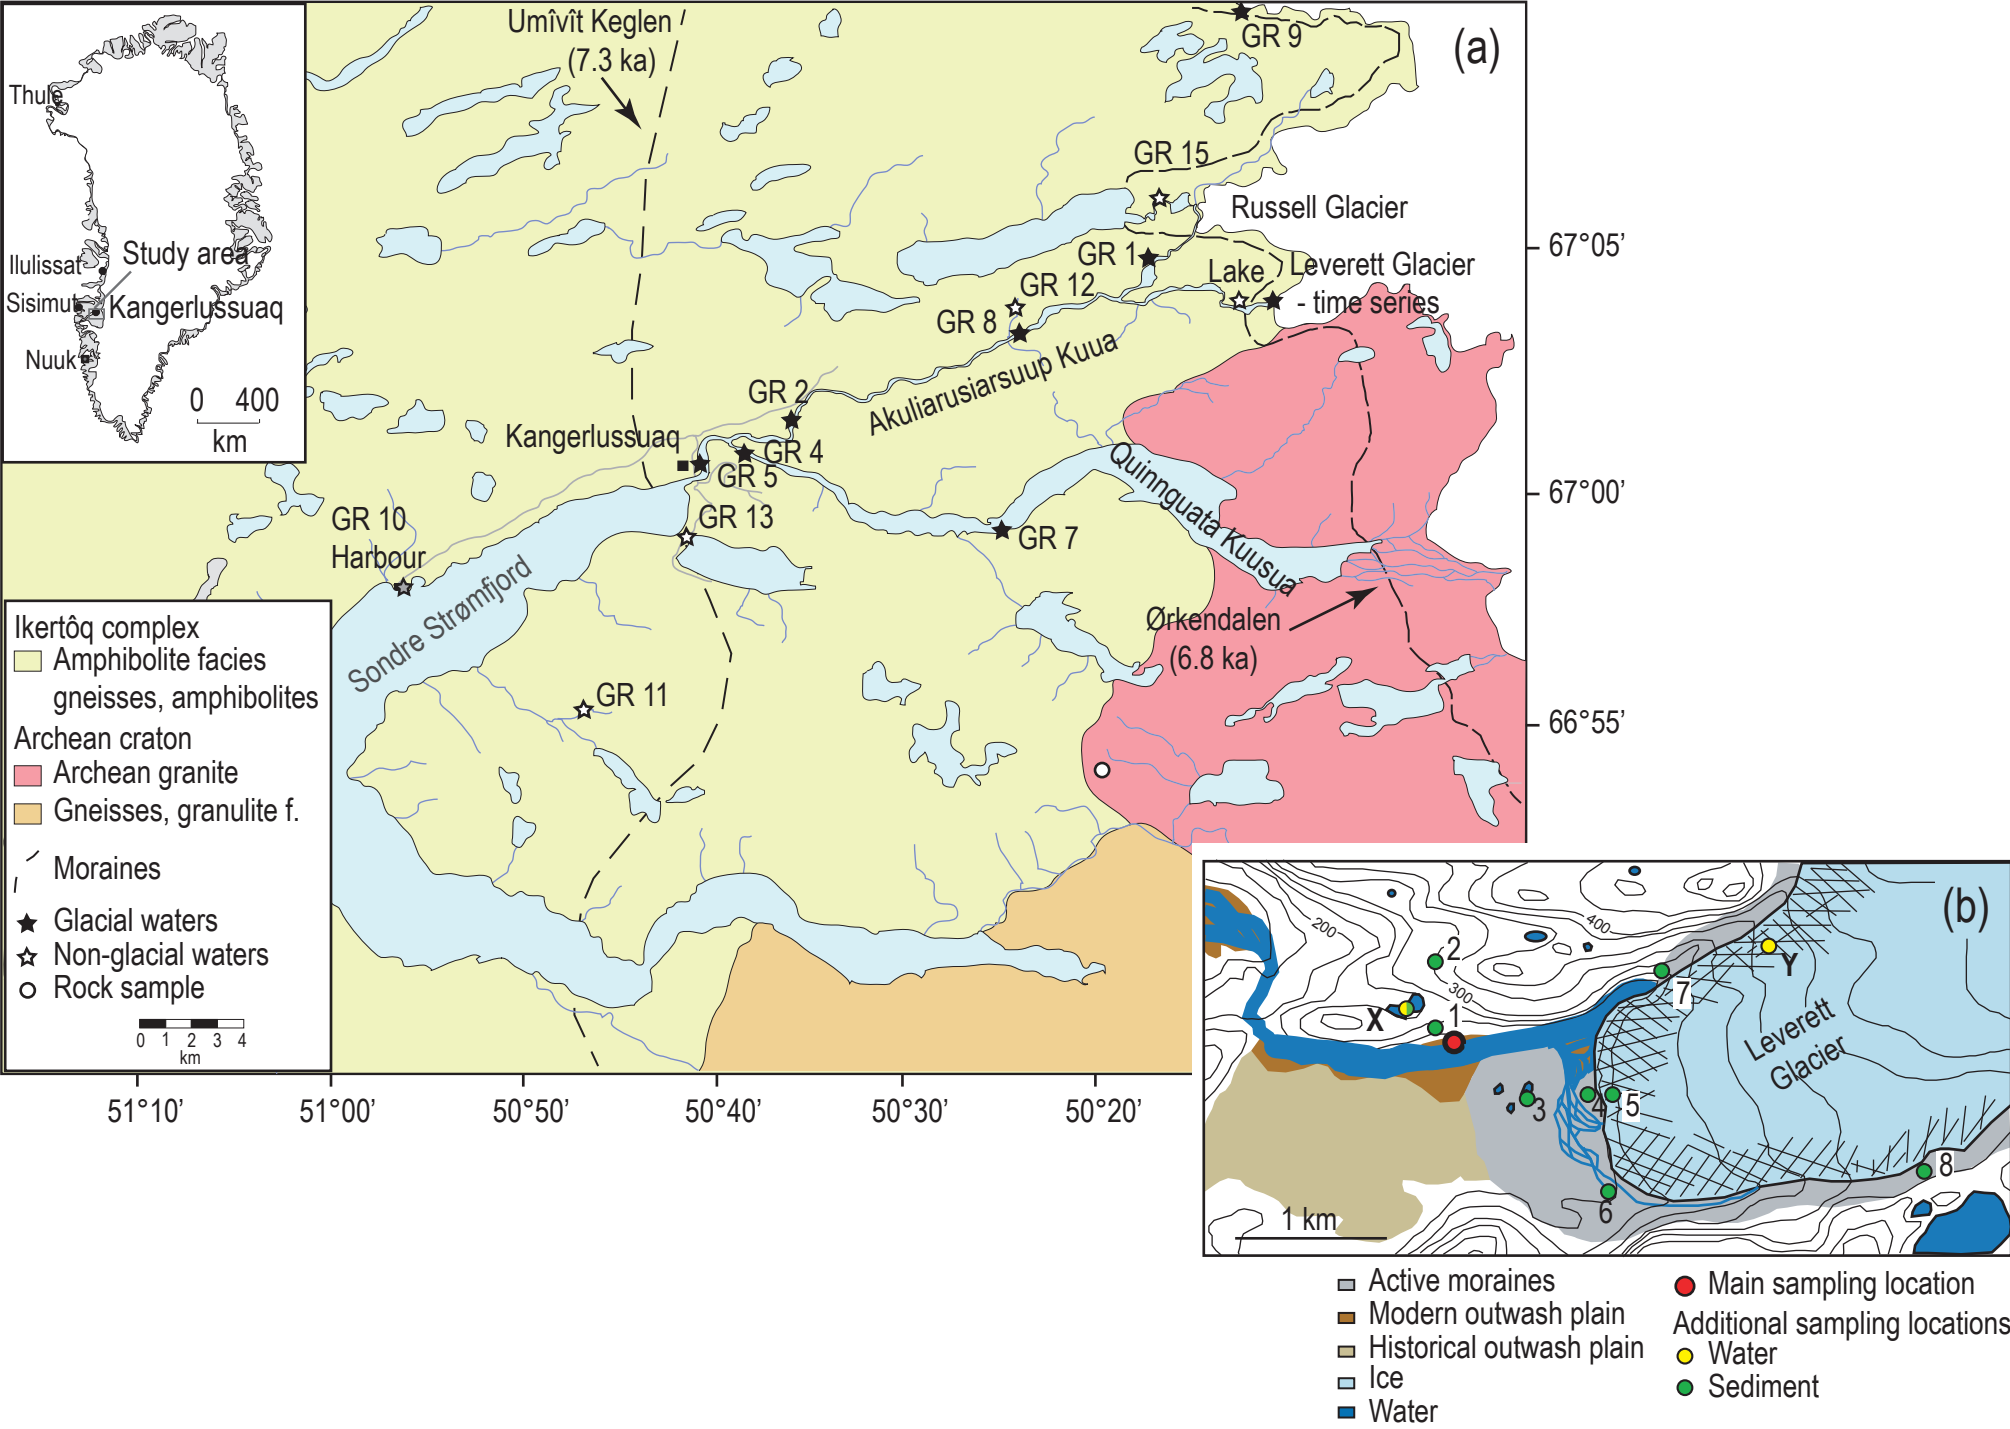 Umîvît Keglen
(7.3 ka)
GR 9
(a)
Thule
GR 15
Russell Glacier
67°05'
Study area
Ilulissat
Sisimut
Kangerlussuaq
Nuuk
0 400
km
GR 1
Lake
Leverett Glacier
- time series
GR 12
GR 8
Akuliarusiarsuup Kuua
GR 2
Kangerlussuaq
GR 4
GR 5
Quinnguata Kuusua
67°00'
GR 10
Harbour
GR 13
GR 7
Sondre Strømfjord
Ørkendalen
(6.8 ka)
GR 11
66°55'
Ikertôq complex
Amphibolite facies
gneisses, amphibolites
Archean craton
Archean granite
Gneisses, granulite f.
Moraines
Glacial waters
Non-glacial waters
Rock sample
0 1 2 3 4
km
51°10'
51°00'
50°50'
50°40'
50°30'
50°20'
(b)
200
400
300
2
Y
7
X
1
Leverett
Glacier
3
4
5
8
6
1 km
Active moraines
Modern outwash plain
Historical outwash plain
Ice
Water
Main sampling location
Additional sampling locations
Water
Sediment